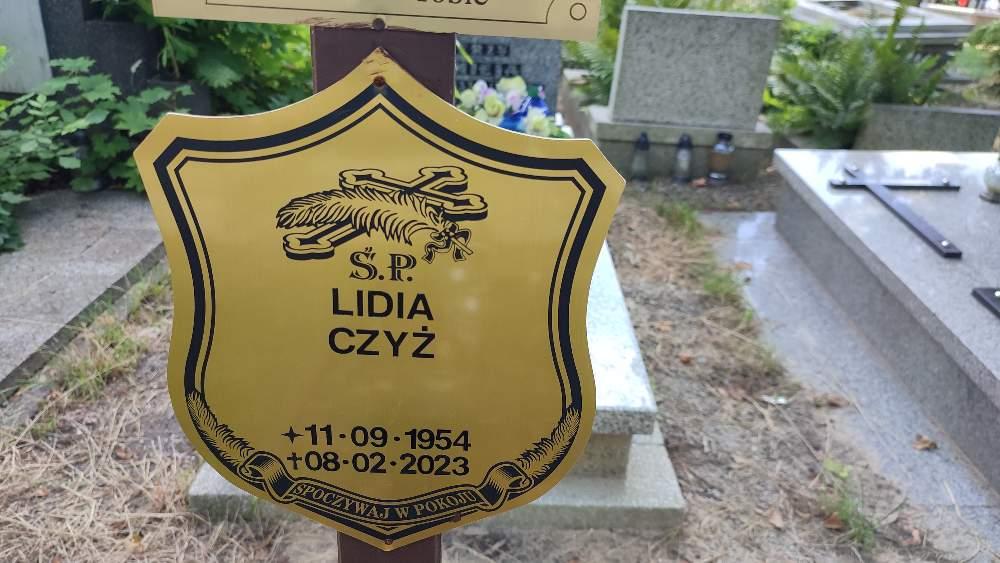 Ś.P.
LIDIA
CZYŻ
11·09·1954
†08·02·2023
SPOCZYWAJ W POKOJU